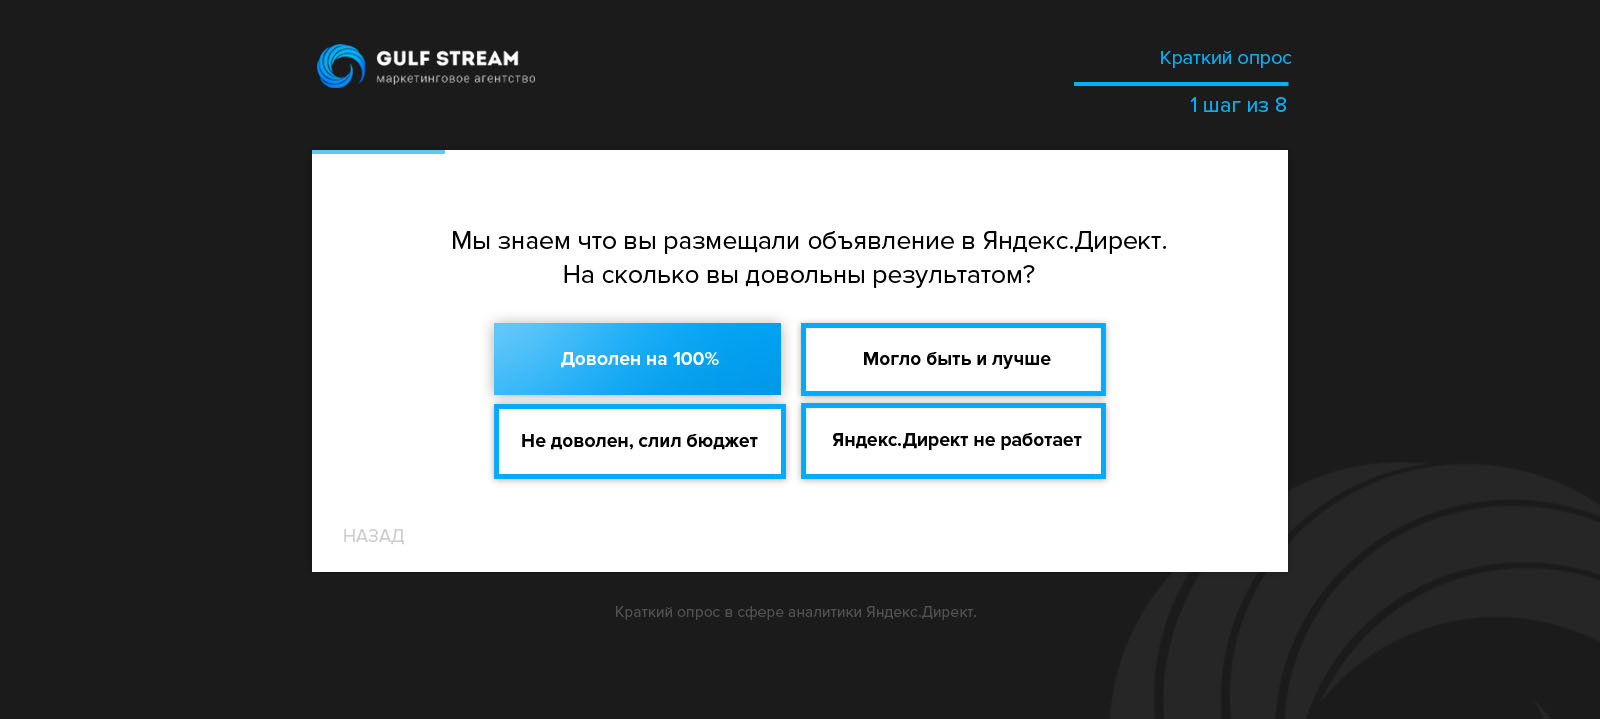 GULF STREAM
маркетинговое агентство
Краткий опрос
1 шаг из 8
Мы знаем что вы размещали объявление в Яндекс.Директ.
На сколько вы довольны результатом?
Доволен на 100%
Могло быть и лучше
Не доволен, слил бюджет
Яндекс.Директ не работает
НАЗАД
Краткий опрос в сфере аналитики Яндекс.Директ.